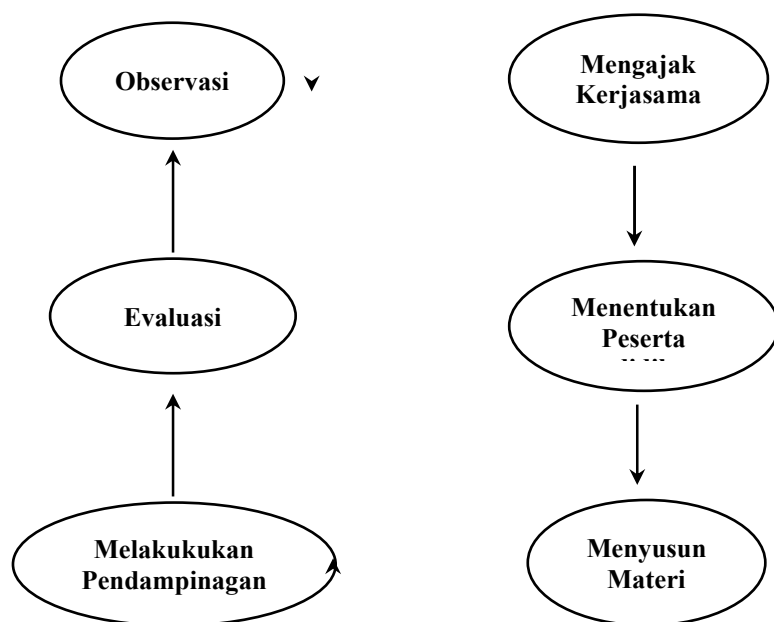 Observasi
Mengajak
Kerjasama
Evaluasi
Menentukan
Peserta
Melakukukan
Pendampinagan
Menyusun
Materi